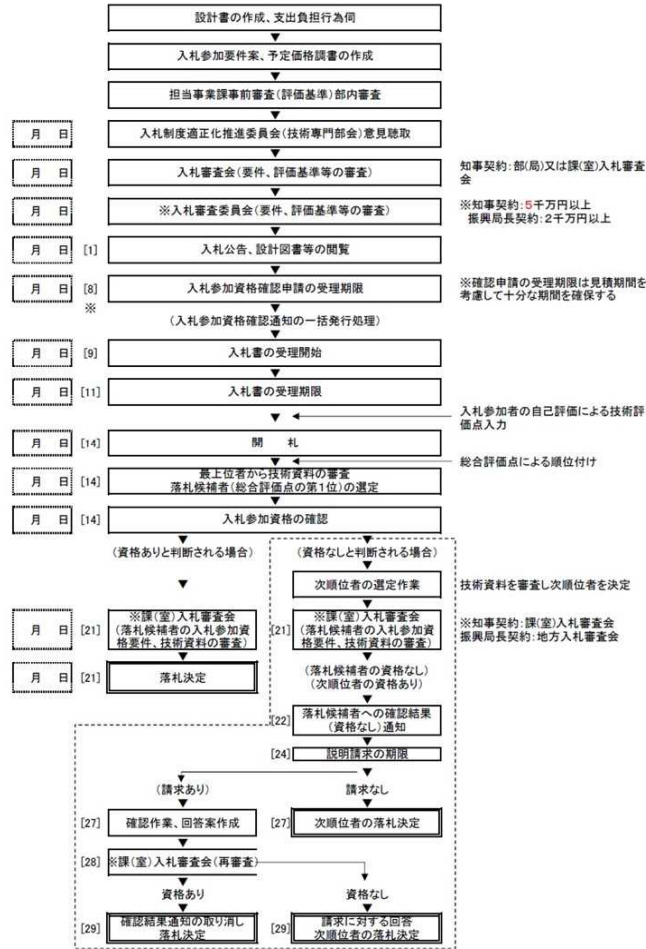 設計書の作成、支出負担行為伺
入札参加要件案、予定価格調書の作成
担当事業課事前審査(評価基準)部内審査
月 日 入札制度適正化推進委員会(技術専門部会)意見聴取
月 日 入札審査会(要件、評価基準等の審査) 知事契約:部(局)又は課(室)入札審査
会
月 日 ※入札審査委員会(要件、評価基準等の審査) ※知事契約:5千万円以上
振興局長契約:2千万円以上
月 日 [1] 入札公告、設計図書等の閲覧
月 日 [8] 入札参加資格確認申請の受理期限 ※確認申請の受理期限は見積期間を
考慮して十分な期間を確保する
※
(入札参加資格確認通知の一括発行処理)
月 日 [9] 入札書の受理開始
月 日 [11] 入札書の受理期限
入札参加者の自己評価による技術評
価点入力
月 日 [14] 開 札
総合評価点による順位付け
月 日 [14] 最上位者から技術資料の審査
落札候補者(総合評価点の第1位)の選定
月 日 [14] 入札参加資格の確認
(資格ありと判断される場合) (資格なしと判断される場合)
次順位者の選定作業 技術資料を審査し次順位者を決定
月 日 [21] ※課(室)入札審査会 [21] ※課(室)入札審査会 ※知事契約:課(室)入札審査会
(落札候補者の入札参加資 (落札候補者の入札参加資 振興局長契約:地方入札審査会
格要件、技術資料の審査) 格要件、技術資料の審査)
月 日 [21] 落札決定 (落札候補者の資格なし)
(次順位者の資格あり)
[22] 落札候補者への確認結果
(資格なし)通知
[24] 説明請求の期限
(請求あり) 請求なし
[27] 確認作業、回答案作成 [27] 次順位者の落札決定
[28] ※課(室)入札審査会(再審査)
資格あり 資格なし
[29] 確認結果通知の取り消し [29] 請求に対する回答
落札決定 次順位者の落札決定